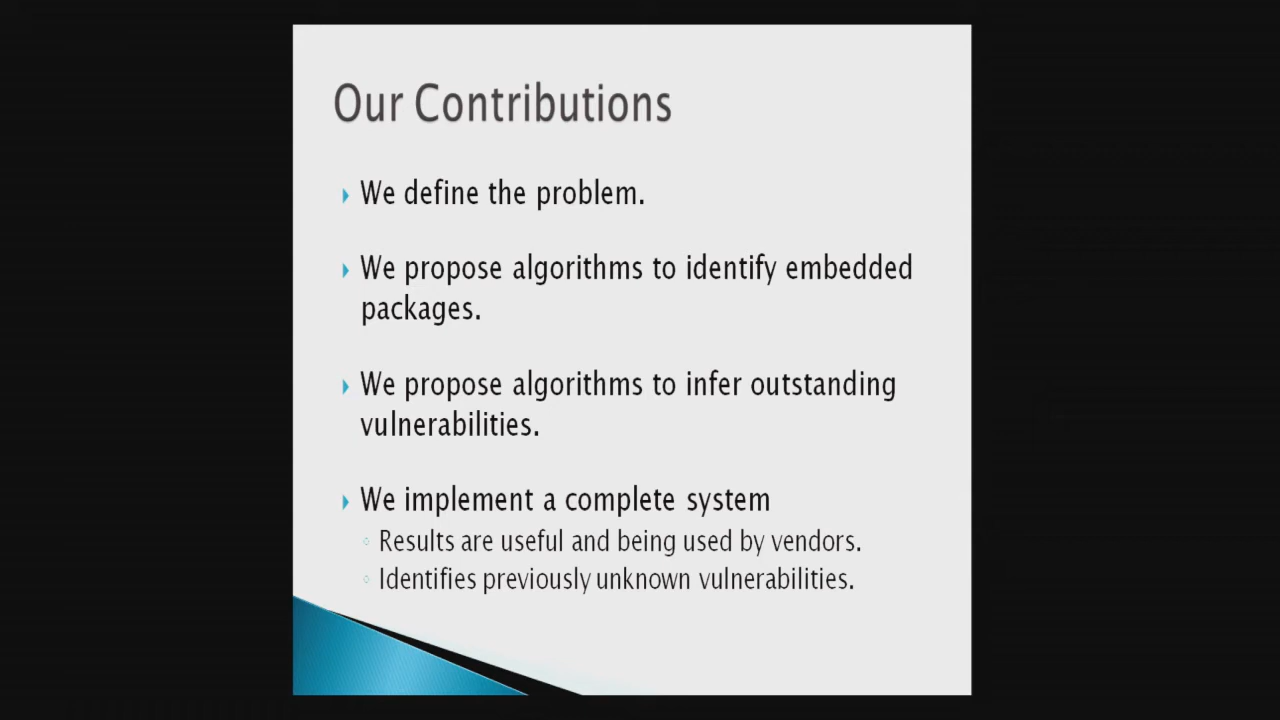 Our Contributions
We define the problem.
We propose algorithms to identify embedded
packages.
We propose algorithms to infer outstanding
vulnerabilities.
We implement a complete system
Results are useful and being used by vendors.
Identifies previously unknown vulnerabilities.